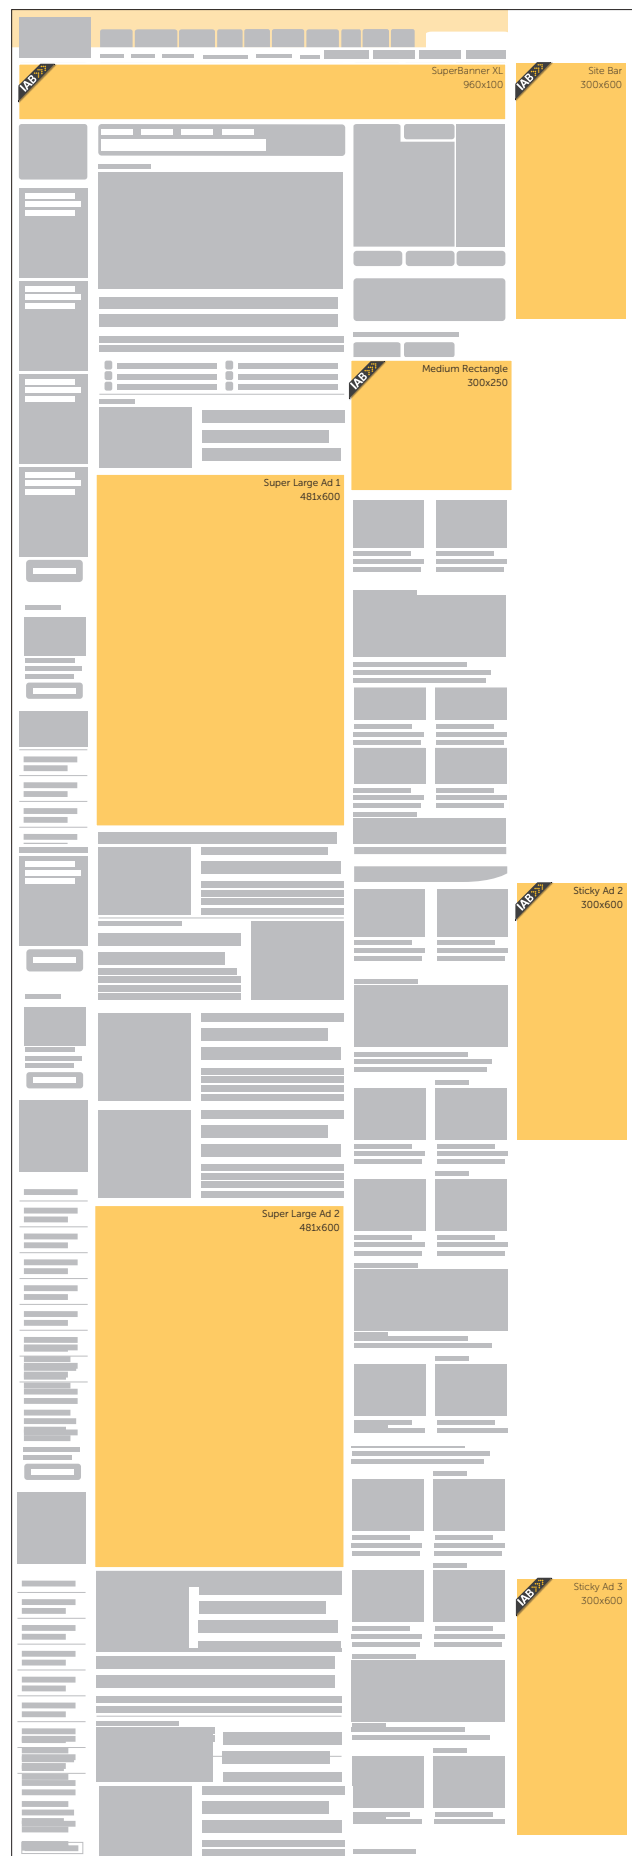 IAB
SuperBanner XL
960x100
IAB
Site Bar
300x600
IAB
Medium Rectangle
300x250
Super Large Ad 1
481x600
IAB
Sticky Ad 2
300x600
Super Large Ad 2
481x600
IAB
Sticky Ad 3
300x600